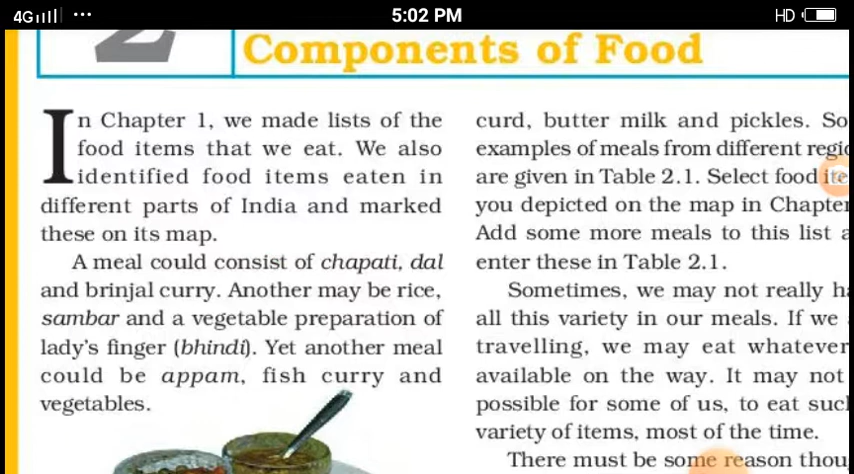 4G
5:02 PM
HD
2
Components of Food
In Chapter 1, we made lists of the
food items that we eat. We also
identified food items eaten in
different parts of India and marked
these on its map.
A meal could consist of chapati, dal
and brinjal curry. Another may be rice,
sambar and a vegetable preparation of
lady's finger (bhindi). Yet another meal
could be appam, fish curry and
vegetables.
curd, butter milk and pickles. So
examples of meals from different regio
are given in Table 2.1. Select food ite
you depicted on the map in Chapter
Add some more meals to this list a
enter these in Table 2.1.
Sometimes, we may not really ha
all this variety in our meals. If we
travelling, we may eat whatever
available on the way. It may not
possible for some of us, to eat such
variety of items, most of the time.
There must be some reason thou